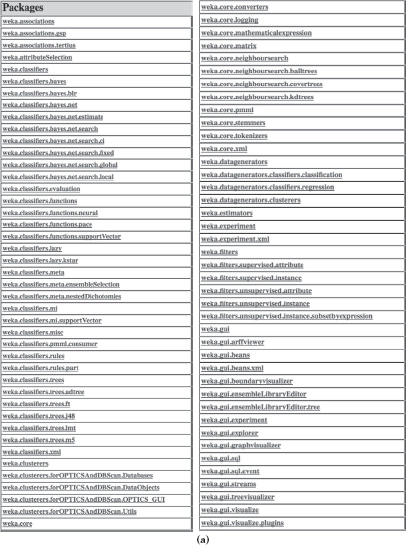 Packages
weka.associations
weka.associations.gsp
weka.associations.tertius
weka.attributeSelection
weka.classifiers
weka.classifiers.bayes
weka.classifiers.bayes.blr
weka.classifiers.bayes.net
weka.classifiers.bayes.net.estimate
weka.classifiers.bayes.net.search
weka.classifiers.bayes.net.search.ci
weka.classifiers.bayes.net.search.fixed
weka.classifiers.bayes.net.search.global
weka.classifiers.bayes.net.search.local
weka.classifiers.evaluation
weka.classifiers.functions
weka.classifiers.functions.neural
weka.classifiers.functions.pace
weka.classifiers.functions.supportVector
weka.classifiers.lazy
weka.classifiers.lazy.kstar
weka.classifiers.meta
weka.classifiers.meta.ensembleSelection
weka.classifiers.meta.nestedDichotomies
weka.classifiers.mi
weka.classifiers.mi.supportVector
weka.classifiers.misc
weka.classifiers.pmml.consumer
weka.classifiers.rules
weka.classifiers.rules.part
weka.classifiers.trees
weka.classifiers.trees.adtree
weka.classifiers.trees.ft
weka.classifiers.trees.j48
weka.classifiers.trees.lmt
weka.classifiers.trees.m5
weka.classifiers.xml
weka.clusterers
weka.clusterers.forOPTICSAndDBScan.Databases
weka.clusterers.forOPTICSAndDBScan.DataObjects
weka.clusterers.forOPTICSAndDBScan.OPTICS_GUI
weka.clusterers.forOPTICSAndDBScan.Utils
weka.core
weka.core.converters
weka.core.logging
weka.core.mathematicalexpression
weka.core.matrix
weka.core.neighboursearch
weka.core.neighboursearch.balltrees
weka.core.neighboursearch.covertrees
weka.core.neighboursearch.kdtrees
weka.core.pmml
weka.core.stemmers
weka.core.tokenizers
weka.core.xml
weka.datagenerators
weka.datagenerators.classifiers.classification
weka.datagenerators.classifiers.regression
weka.datagenerators.clusterers
weka.estimators
weka.experiment
weka.experiment.xml
weka.filters
weka.filters.supervised.attribute
weka.filters.supervised.instance
weka.filters.unsupervised.attribute
weka.filters.unsupervised.instance
weka.filters.unsupervised.instance.subsetbyexpression
weka.gui
weka.gui.arffviewer
weka.gui.beans
weka.gui.beans.xml
weka.gui.boundaryvisualizer
weka.gui.ensembleLibraryEditor
weka.gui.ensembleLibraryEditor.tree
weka.gui.experiment
weka.gui.explorer
weka.gui.graphvisualizer
weka.gui.sql
weka.gui.sql.event
weka.gui.streams
weka.gui.treevisualizer
weka.gui.visualize
weka.gui.visualize.plugins
(a)